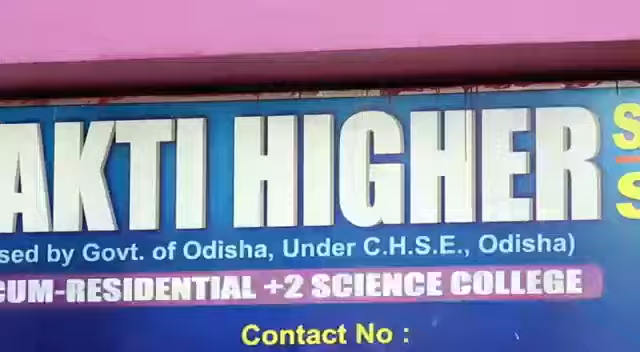 AKTI HIGHER S
S
sed by Govt. of Odisha, Under C.H.S.E., Odisha)
CUM-RESIDENTIAL +2 SCIENCE COLLEGE
Contact No :